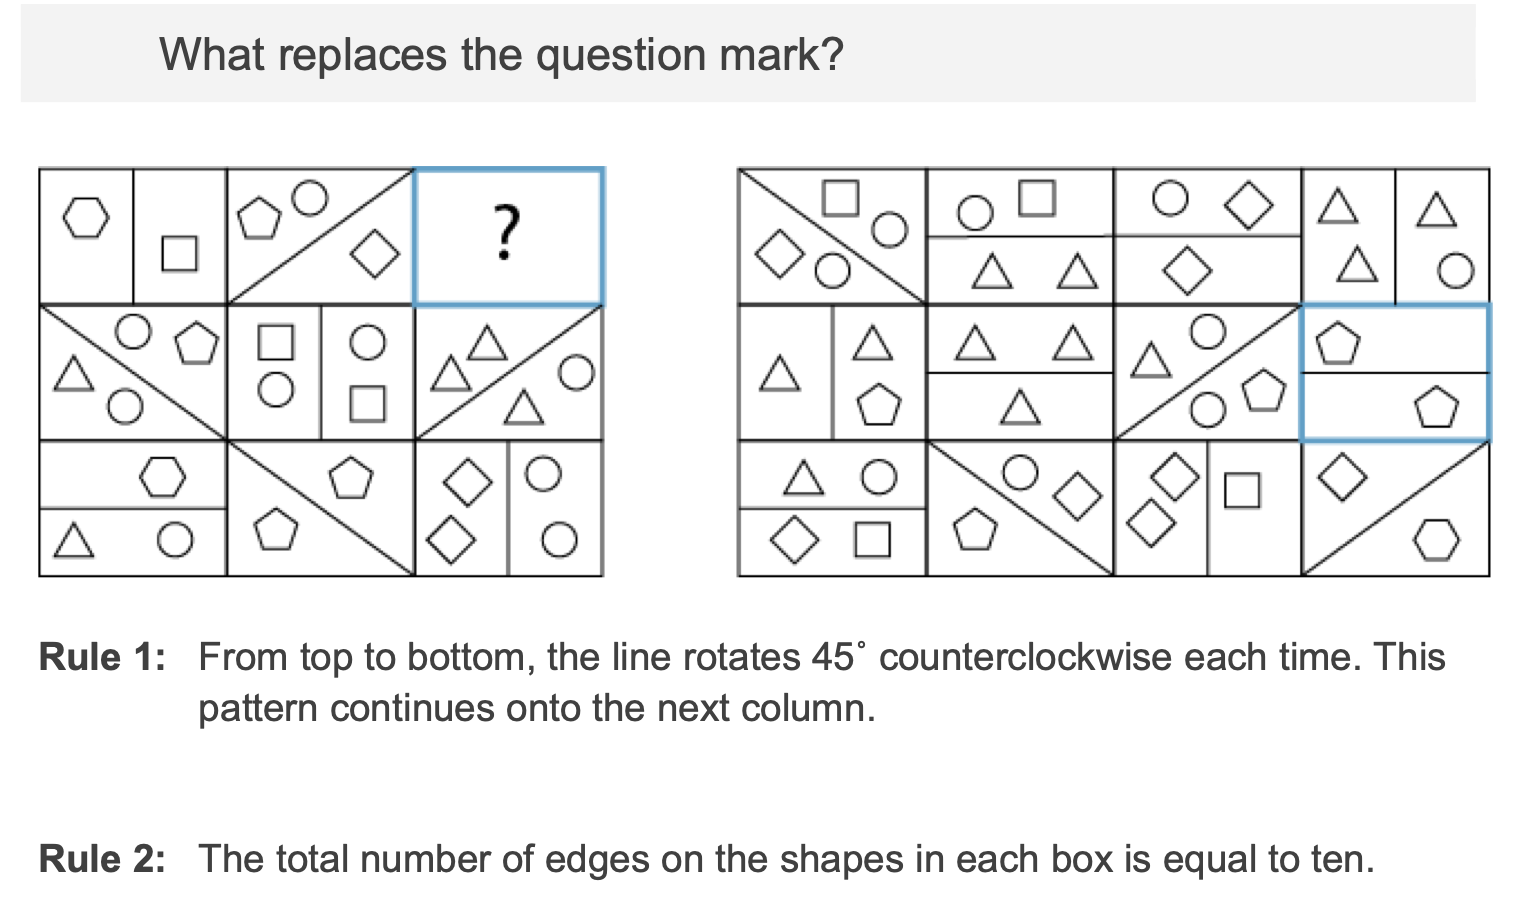 What replaces the question mark?
?
Rule 1: From top to bottom, the line rotates 45° counterclockwise each time. This
pattern continues onto the next column.
Rule 2: The total number of edges on the shapes in each box is equal to ten.